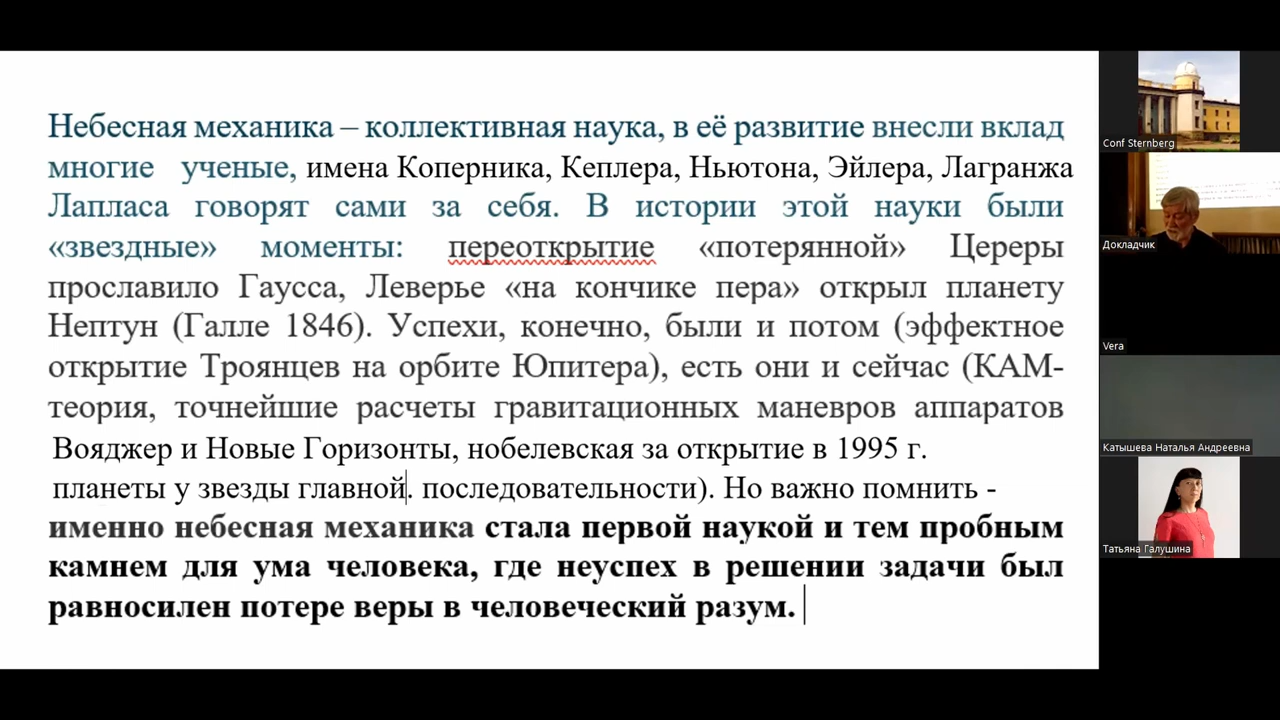 Небесная механика – коллективная наука, в её развитие внесли вклад
многие ученые, имена Коперника, Кеплера, Ньютона, Эйлера, Лагранжа
Лапласа говорят сами за себя. В истории этой науки были
«звездные» моменты: переоткрытие «потерянной» Цереры
прославило Гаусса, Леверье «на кончике пера» открыл планету
Нептун (Галле 1846). Успехи, конечно, были и потом (эффектное
открытие Троянцев на орбите Юпитера), есть они и сейчас (КАМ-
теория, точнейшие расчеты гравитационных маневров аппаратов
Вояджер и Новые Горизонты, нобелевская за открытие в 1995 г.
планеты у звезды главной. последовательности). Но важно помнить -
именно небесная механика стала первой наукой и тем пробным
камнем для ума человека, где неуспех в решении задачи был
равносилен потере веры в человеческий разум.
Conf Sternberg
Докладчик
Vera
Катышева Наталья Андреевна
Татьяна Галушина